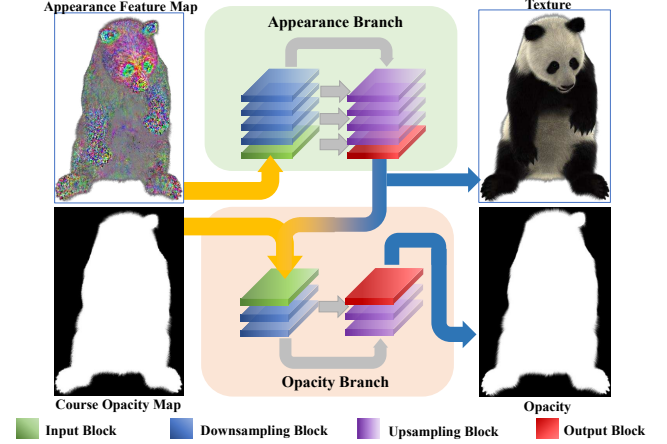 Appearance Feature Map
Appearance Branch
Texture
Course Opacity Map
Opacity Branch
Opacity
Input Block
Downsampling Block
Upsampling Block
Output Block